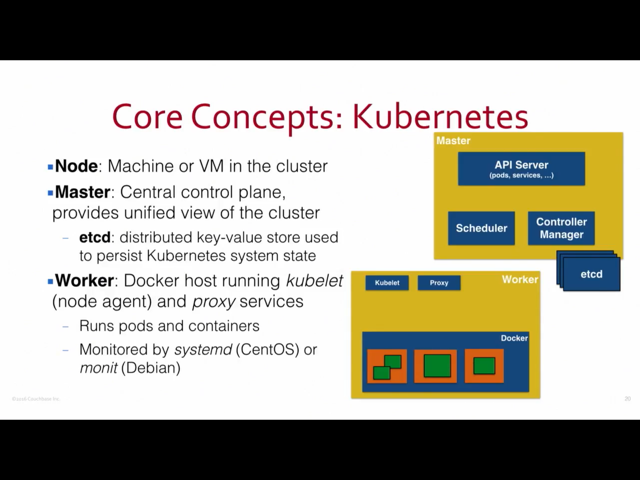 Core Concepts: Kubernetes
▪Node: Machine or VM in the cluster
▪Master: Central control plane,
provides unified view of the cluster
– etcd: distributed key-value store used
to persist Kubernetes system state
▪Worker: Docker host running kubelet
(node agent) and proxy services
– Runs pods and containers
– Monitored by systemd (CentOS) or
monit (Debian)
Master
API Server
(pods, services, ...)
Scheduler
Controller
Manager
etcd
Worker
Kubelet
Proxy
Docker